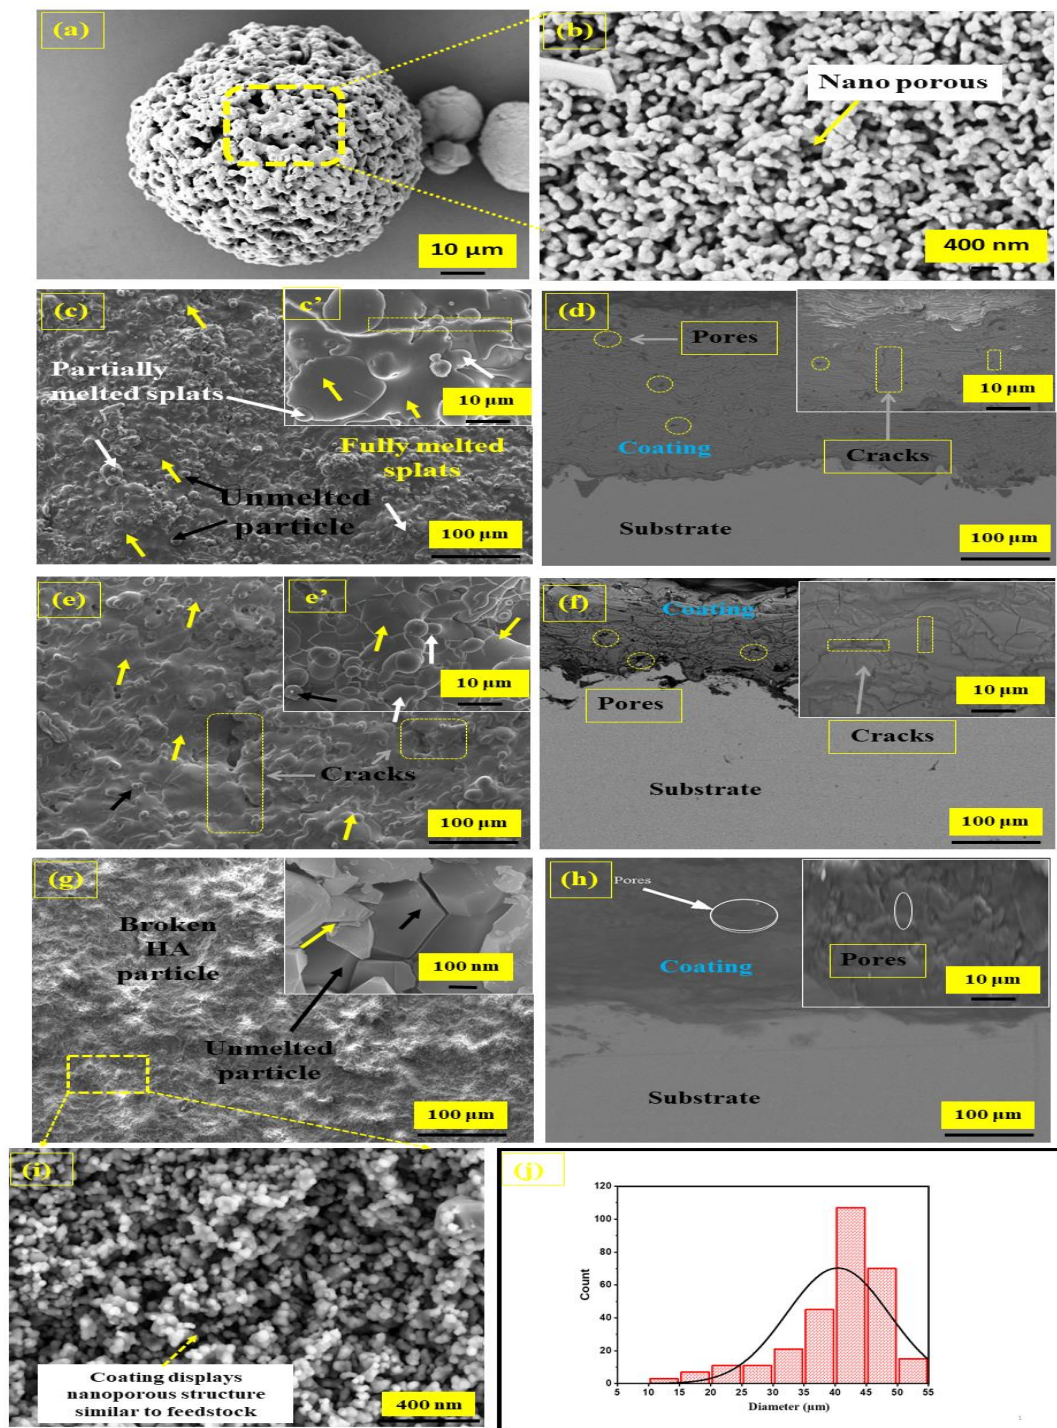 (a)
10 μm
(b)
Nano porous
400 nm
(c)
c’
Partially
melted splats
10 μm
Fully melted
splats
Unmelted
particle
100 μm
(d)
Pores
10 μm
Coating
Cracks
Substrate
100 μm
(e)
e’
10 μm
Cracks
100 μm
(f)
Coating
10 μm
Pores
Cracks
Substrate
100 μm
(g)
Broken
HA
particle
100 nm
Unmelted
particle
100 μm
(h)
Pores
Coating
Pores
10 μm
Substrate
100 μm
(i)
Coating displays
nanoporous structure
similar to feedstock
400 nm
(j)
120
100
80
60
40
20
0
Count
5 10 15 20 25 30 35 40 45 50 55
Diameter (μm)